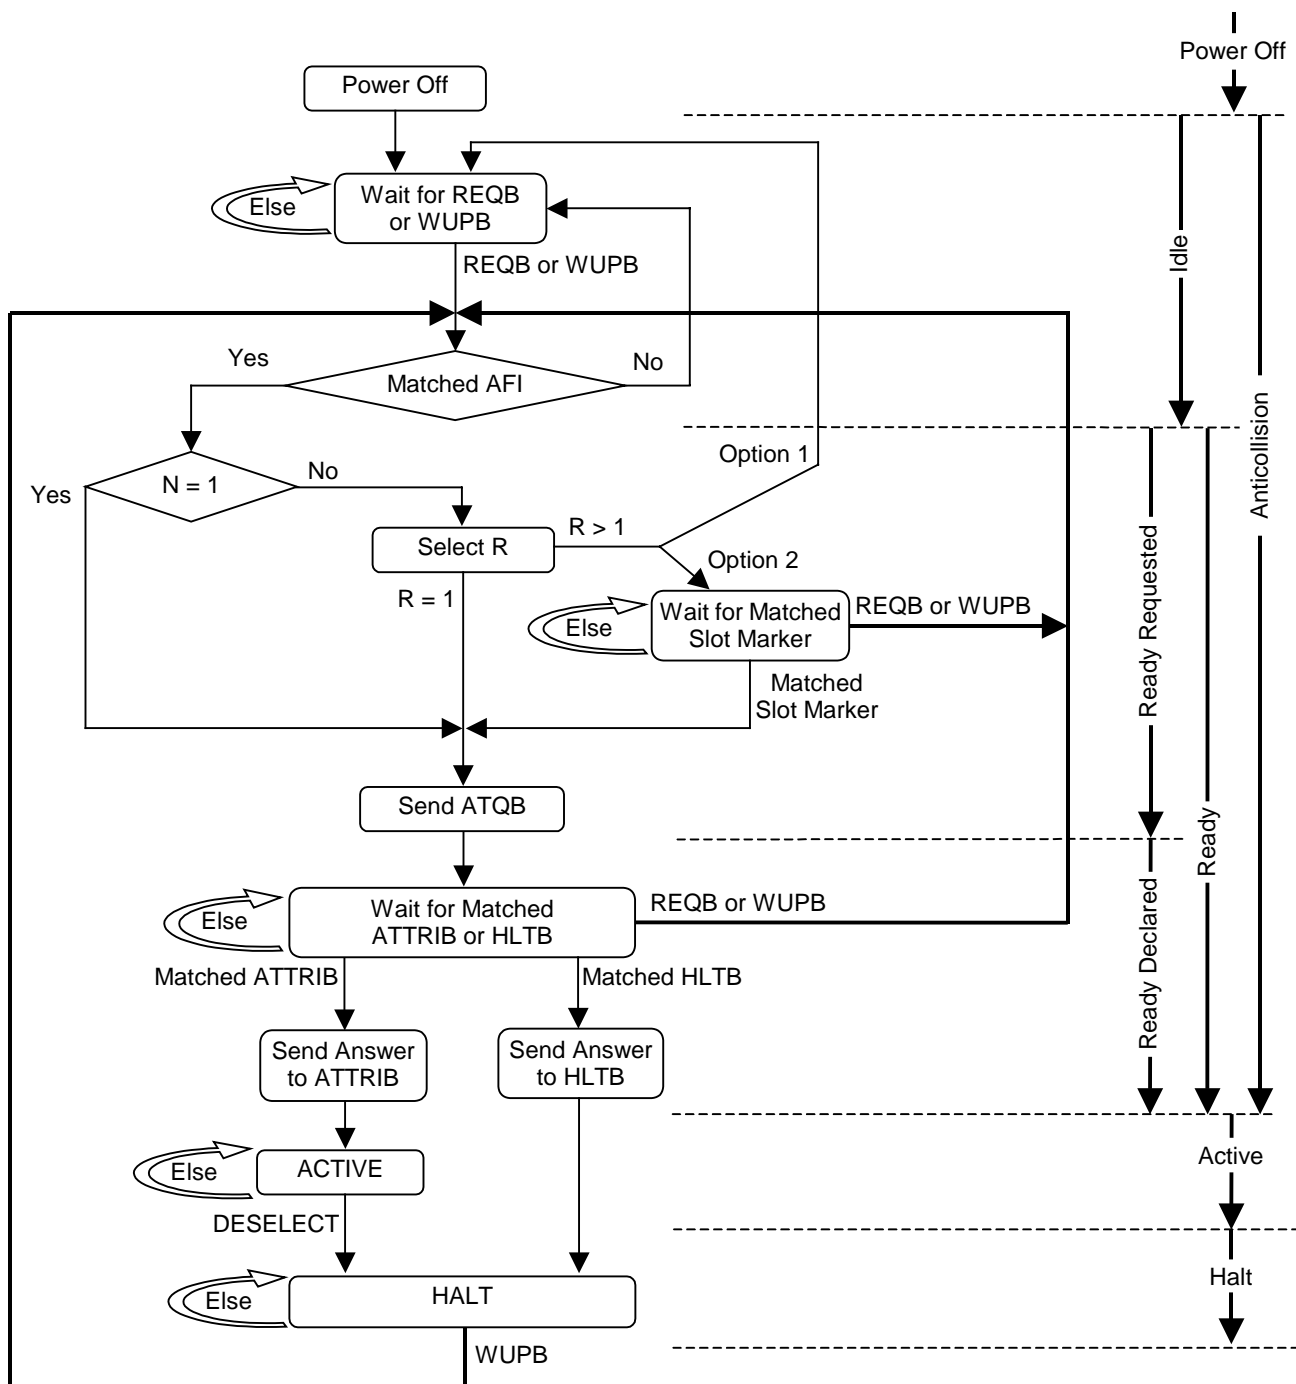 Power Off
Power Off
Wait for REQB
or WUPB
Else
REQB or WUPB
Idle
Yes
Matched AFI
No
Anticollision
Option 1
N = 1
No
Yes
R > 1
Select R
Option 2
R = 1
Ready Requested
Wait for Matched
Slot Marker
Else
REQB or WUPB
Matched
Slot Marker
Send ATQB
Ready
Wait for Matched
ATTRIB or HLTB
Else
REQB or WUPB
Ready Declared
Matched ATTRIB
Matched HLTB
Send Answer
to ATTRIB
Send Answer
to HLTB
Active
Else
ACTIVE
DESELECT
Halt
Else
HALT
WUPB